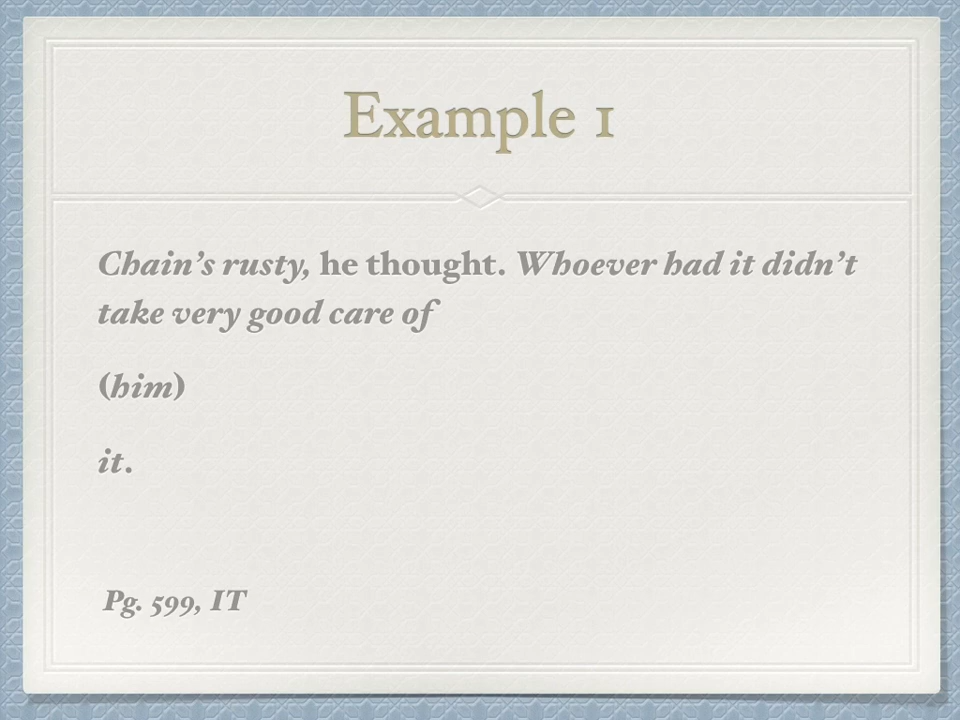 Example 1
Chain’s rusty, he thought. Whoever had it didn’t
take very good care of
(him)
it.
Pg. 599, IT